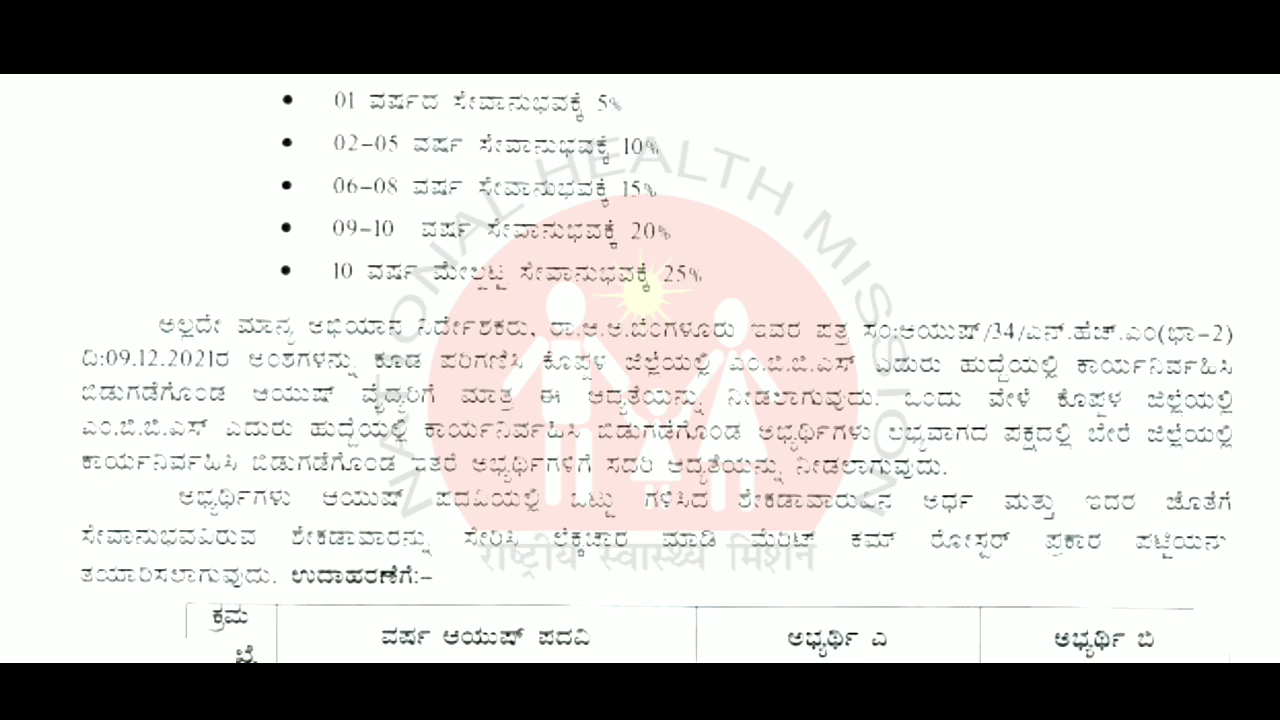 • 01 ವರ್ಷದ ಸೇವಾನುಭವಕ್ಕೆ 5%
• 02-05 ವರ್ಷ ಸೇವಾನುಭವಕ್ಕೆ 10%
• 06-08 ವರ್ಷ ಸೇವಾನುಭವಕ್ಕೆ 15%
• 09-10 ವರ್ಷ ಸೇವಾನುಭವಕ್ಕೆ 20%
• 10 ವರ್ಷ ಮೇಲ್ಪಟ್ಟ ಸೇವಾನುಭವಕ್ಕೆ 25%
NATIONAL HEALTH MISSION
ಅಲ್ಲದೇ ಮಾನ್ಯ ಅಭಿಯಾನ ನಿರ್ದೇಶಕರು, ರಾ.ಆ.ಅ.ಬೆಂಗಳೂರು ಇವರ ಪತ್ರ ಸಂ:ಆಯುಷ್/34/ಎನ್.ಹೆಚ್.ಎಂ(ಭಾ-2)
ದಿ:09.12.2021ರ ಅಂಶಗಳನ್ನು ಕೂಡ ಪರಿಗಣಿಸಿ ಕೊಪ್ಪಳ ಜಿಲ್ಲೆಯಲ್ಲಿ ಎಂ.ಬಿ.ಬಿ.ಎಸ್ ಎದುರು ಹುದ್ದೆಯಲ್ಲಿ ಕಾರ್ಯನಿರ್ವಹಿಸಿ
ಬಿಡುಗಡೆಗೊಂಡ ಆಯುಷ್ ವೈದ್ಯರಿಗೆ ಮಾತ್ರ ಈ ಆದ್ಯತೆಯನ್ನು ನೀಡಲಾಗುವುದು. ಒಂದು ವೇಳೆ ಕೊಪ್ಪಳ ಜಿಲ್ಲೆಯಲ್ಲಿ
ಎಂ.ಬಿ.ಬಿ.ಎಸ್ ಎದುರು ಹುದ್ದೆಯಲ್ಲಿ ಕಾರ್ಯನಿರ್ವಹಿಸಿ ಬಿಡುಗಡೆಗೊಂಡ ಅಭ್ಯರ್ಥಿಗಳು ಲಭ್ಯವಾಗದ ಪಕ್ಷದಲ್ಲಿ ಬೇರೆ ಜಿಲ್ಲೆಯಲ್ಲಿ
ಕಾರ್ಯನಿರ್ವಹಿಸಿ ಬಿಡುಗಡೆಗೊಂಡ ಇತರೆ ಅಭ್ಯರ್ಥಿಗಳಿಗೆ ಸದರಿ ಆದ್ಯತೆಯನ್ನು ನೀಡಲಾಗುವುದು.
ಅಭ್ಯರ್ಥಿಗಳು ಆಯುಷ್ ಪದವಿಯಲ್ಲಿ ಒಟ್ಟು ಗಳಿಸಿದ ಶೇಕಡಾವಾರುವಿನ ಅರ್ಧ ಮತ್ತು ಇದರ ಜೊತೆಗೆ
ಸೇವಾನುಭವವಿರುವ ಶೇಕಡಾವಾರನ್ನು ಸೇರಿಸಿ ಲೆಕ್ಕಚಾರ ಮಾಡಿ ಮೆರಿಟ್ ಕಮ್ ರೋಸ್ಟರ್ ಪ್ರಕಾರ ಪಟ್ಟಿಯನು
राष्ट्रीय स्वास्थ्य मिशन
ತಯಾರಿಸಲಾಗುವುದು. ಉದಾಹರಣೆಗೆ:-
ಕ್ರಮ ವರ್ಷ ಆಯುಷ್ ಪದವಿ ಅಭ್ಯರ್ಥಿ ಎ ಅಭ್ಯರ್ಥಿ ಬಿ